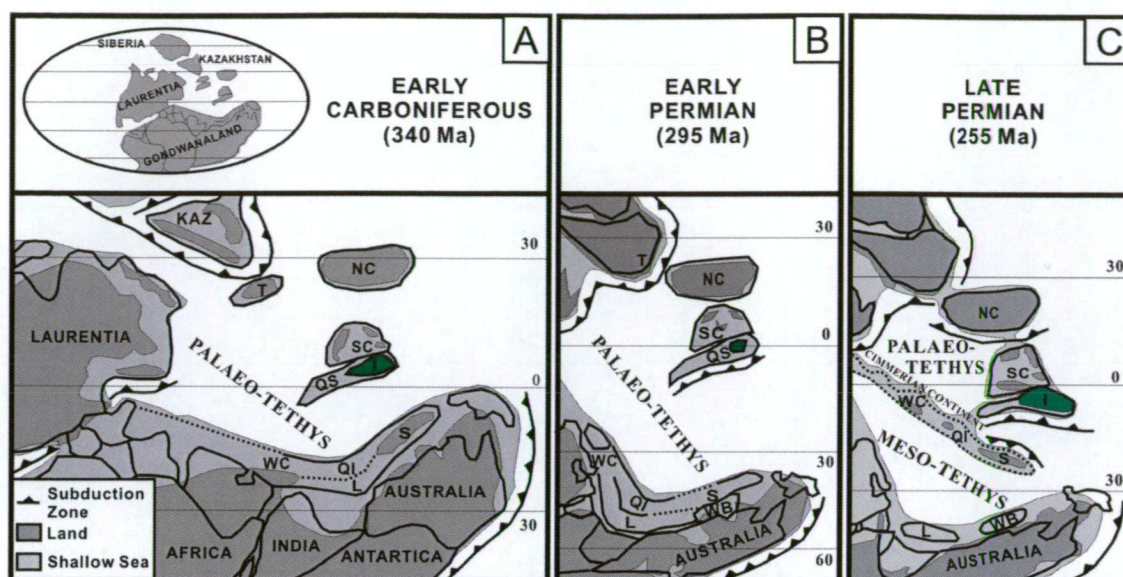 A
SIBERIA
KAZAKHSTAN
LAURENTIA
GONDWANALAND
EARLY
CARBONIFEROUS
(340 Ma)
KAZ
30
NC
T
LAURENTIA
SC
I
QS
0
PALAEO-TETHYS
S
WC
QI
L
AUSTRALIA
30
AFRICA
INDIA
ANTARTICA
Subduction
Zone
Land
Shallow Sea
B
EARLY
PERMIAN
(295 Ma)
30
T
NC
SC
0
QS
PALAEO-TETHYS
30
WC
QI
S
L
WB
AUSTRALIA
60
C
LATE
PERMIAN
(255 Ma)
30
NC
PALAEO-
TETHYS
SC
0
CIMMERIAN CONTINENT
WC
I
QI
S
MESO-TETHYS
30
L
WB
AUSTRALIA